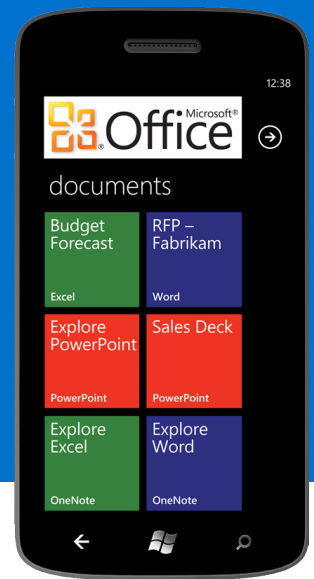 12:38
Microsoft®
Office
documents
Budget
Forecast
Excel
RFP –
Fabrikam
Word
Explore
PowerPoint
PowerPoint
Sales Deck
PowerPoint
Explore
Excel
OneNote
Explore
Word
OneNote